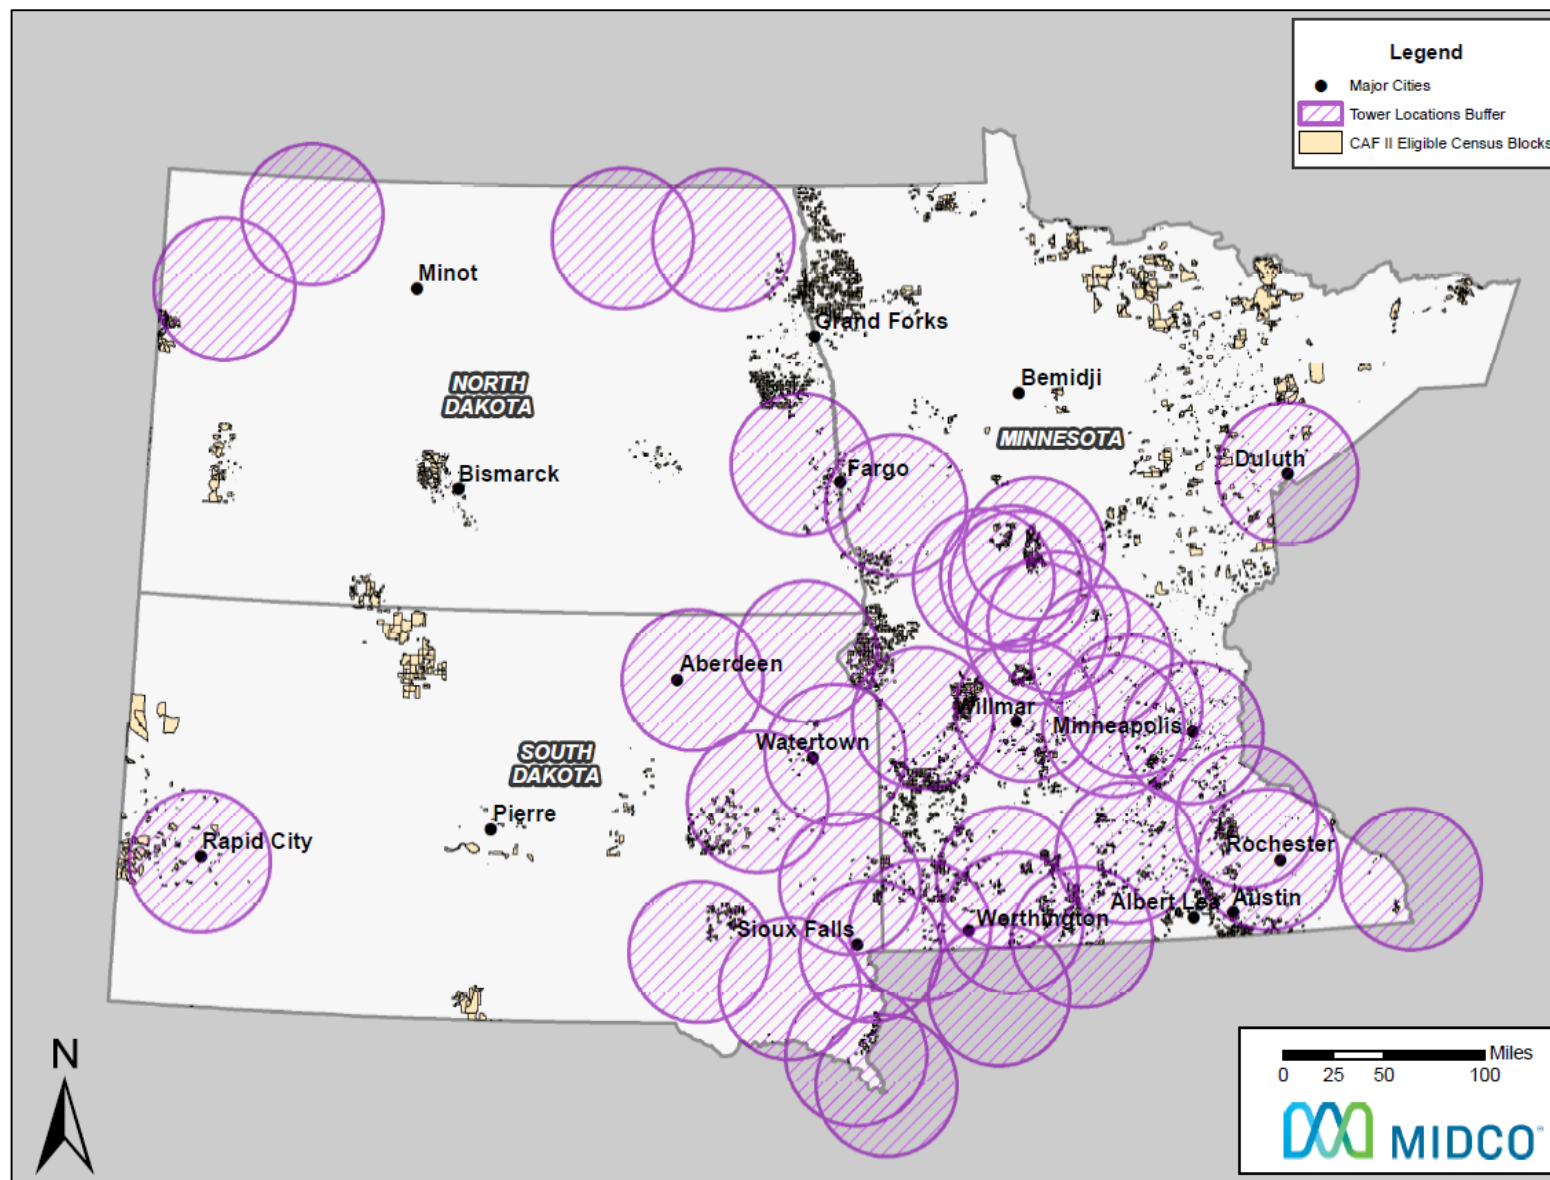 Legend
Major Cities
Tower Locations Buffer
CAF II Eligible Census Blocks
Minot
Grand Forks
NORTH
DAKOTA
Bemidji
MINNESOTA
Bismarck
Fargo
Duluth
Aberdeen
Willmar
Minneapolis
Watertown
SOUTH
DAKOTA
Pierre
Rapid City
Rochester
Albert Lea
Austin
Worthington
Sioux Falls
N
Miles
0 25 50 100
MIDCO